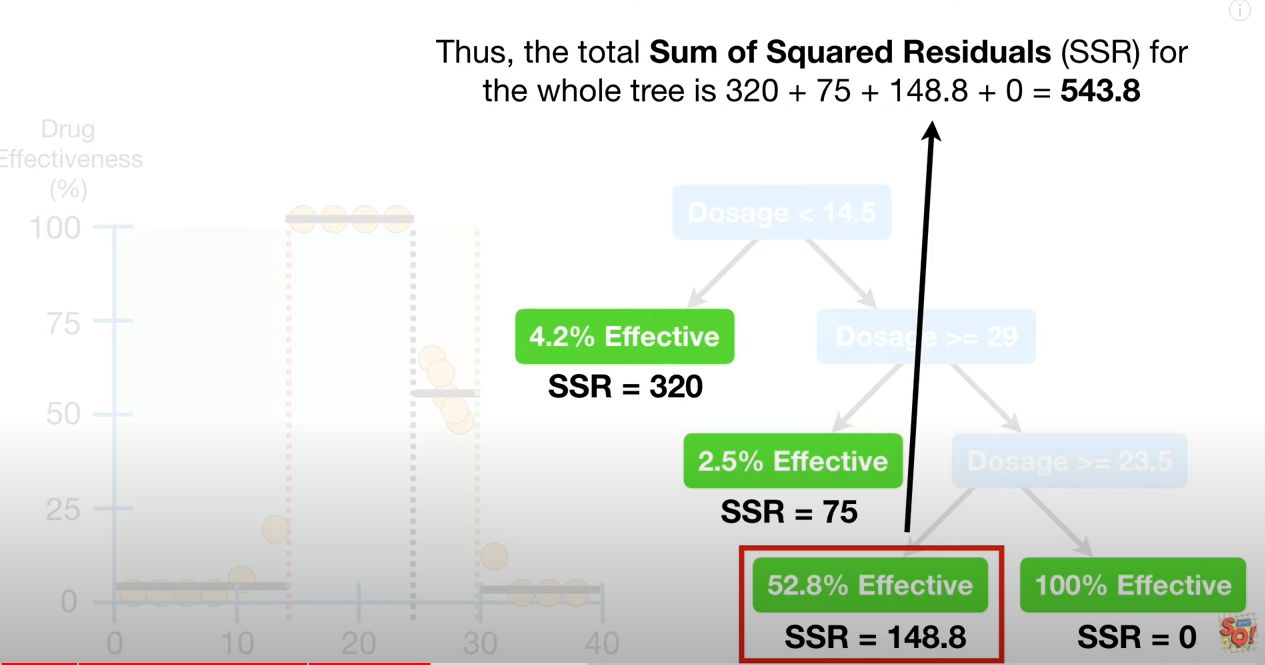 Thus, the total Sum of Squared Residuals (SSR) for
the whole tree is 320 + 75 + 148.8 + 0 = 543.8
Drug
Effectiveness
(%)
100
75
50
25
0
0
10
20
30
40
Dosage < 14.5
4.2% Effective
SSR = 320
Dosage >= 29
2.5% Effective
SSR = 75
Dosage >= 23.5
52.8% Effective
SSR = 148.8
100% Effective
SSR = 0
SQ!